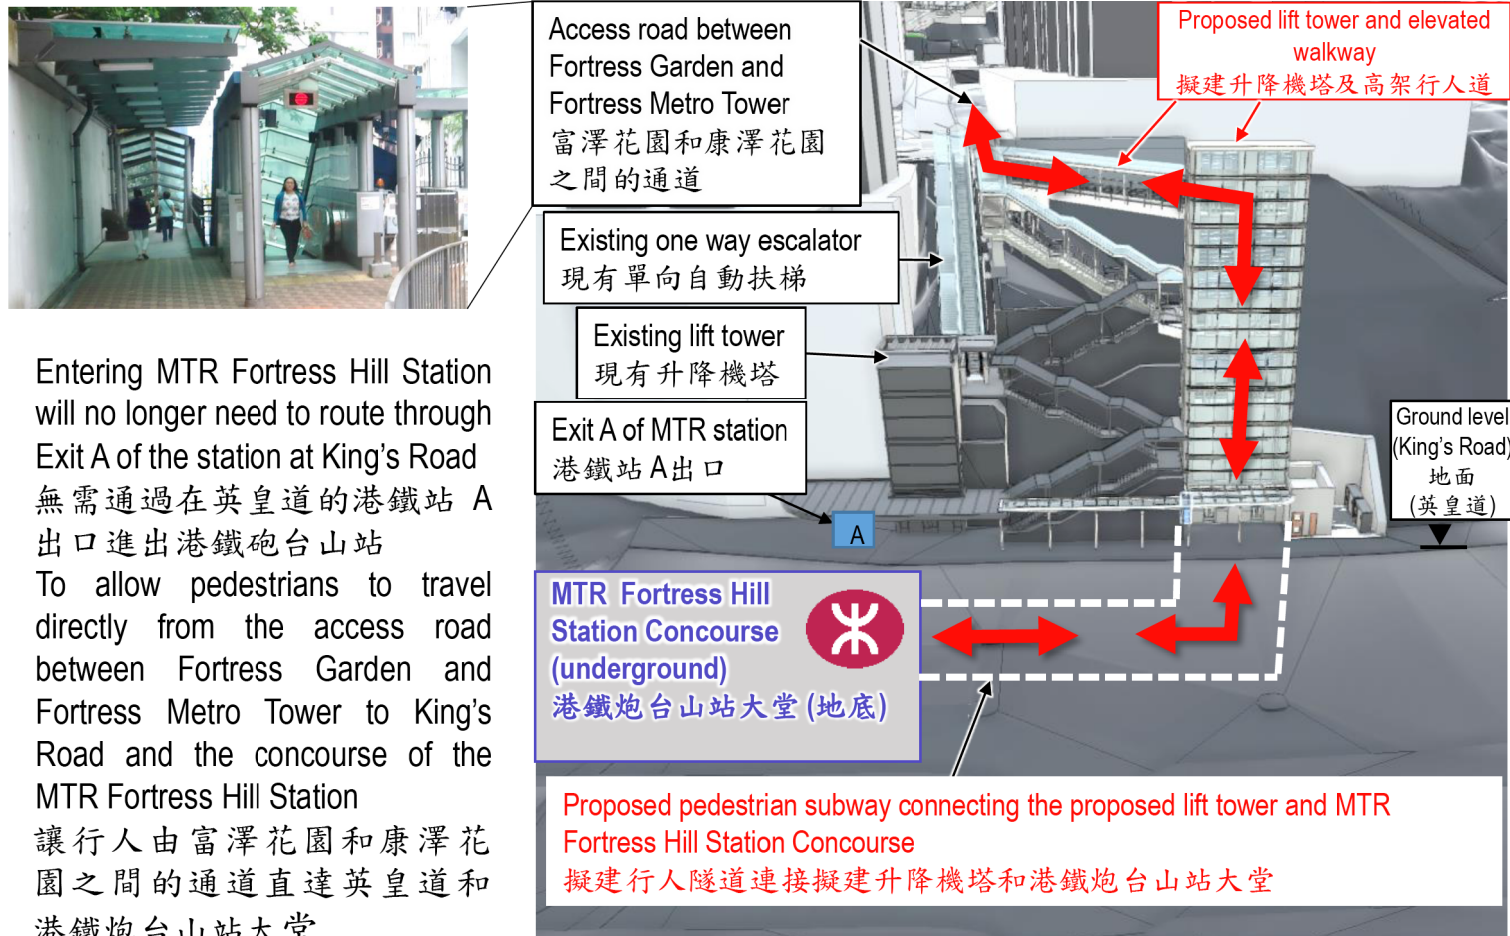 Access road between
Fortress Garden and
Fortress Metro Tower
富澤花園和康澤花園
之間的通道
Proposed lift tower and elevated
walkway
擬建升降機塔及高架行人道
Existing one way escalator
現有單向自動扶梯
Existing lift tower
現有升降機塔
Exit A of MTR station
港鐵站A出口
A
Ground level
(King's Road)
地面
(英皇道)
Entering MTR Fortress Hill Station
will no longer need to route through
Exit A of the station at King's Road
無需通過在英皇道的港鐵站 A
出口進出港鐵砲台山站
To allow pedestrians to travel
directly from the access road
between Fortress Garden and
Fortress Metro Tower to King's
Road and the concourse of the
MTR Fortress Hill Station
讓行人由富澤花園和康澤花
園之間的通道直達英皇道和
港鐵炮台山站大堂
MTR Fortress Hill
Station Concourse
(underground)
港鐵炮台山站大堂(地底)
Proposed pedestrian subway connecting the proposed lift tower and MTR
Fortress Hill Station Concourse
擬建行人隧道連接擬建升降機塔和港鐵炮台山站大堂